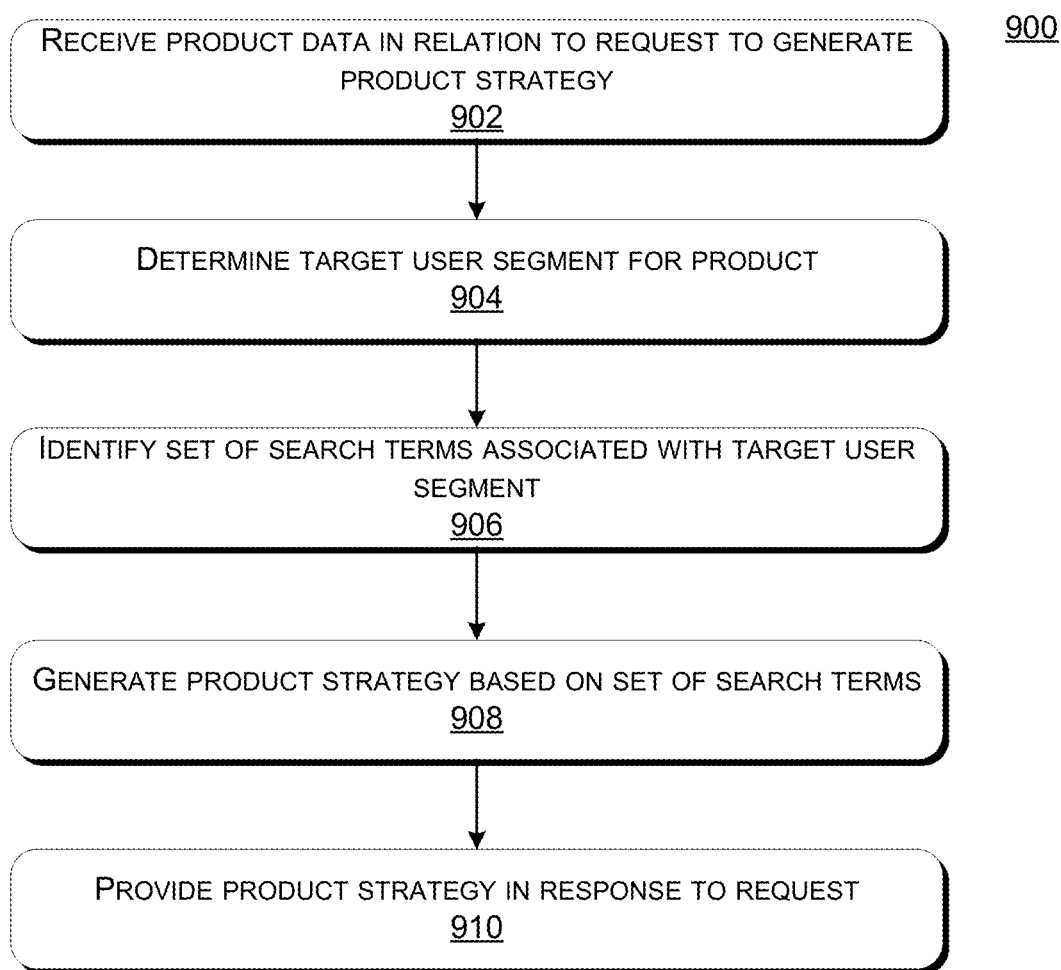 900
RECEIVE PRODUCT DATA IN RELATION TO REQUEST TO GENERATE
PRODUCT STRATEGY
902
DETERMINE TARGET USER SEGMENT FOR PRODUCT
904
IDENTIFY SET OF SEARCH TERMS ASSOCIATED WITH TARGET USER
SEGMENT
906
GENERATE PRODUCT STRATEGY BASED ON SET OF SEARCH TERMS
908
PROVIDE PRODUCT STRATEGY IN RESPONSE TO REQUEST
910